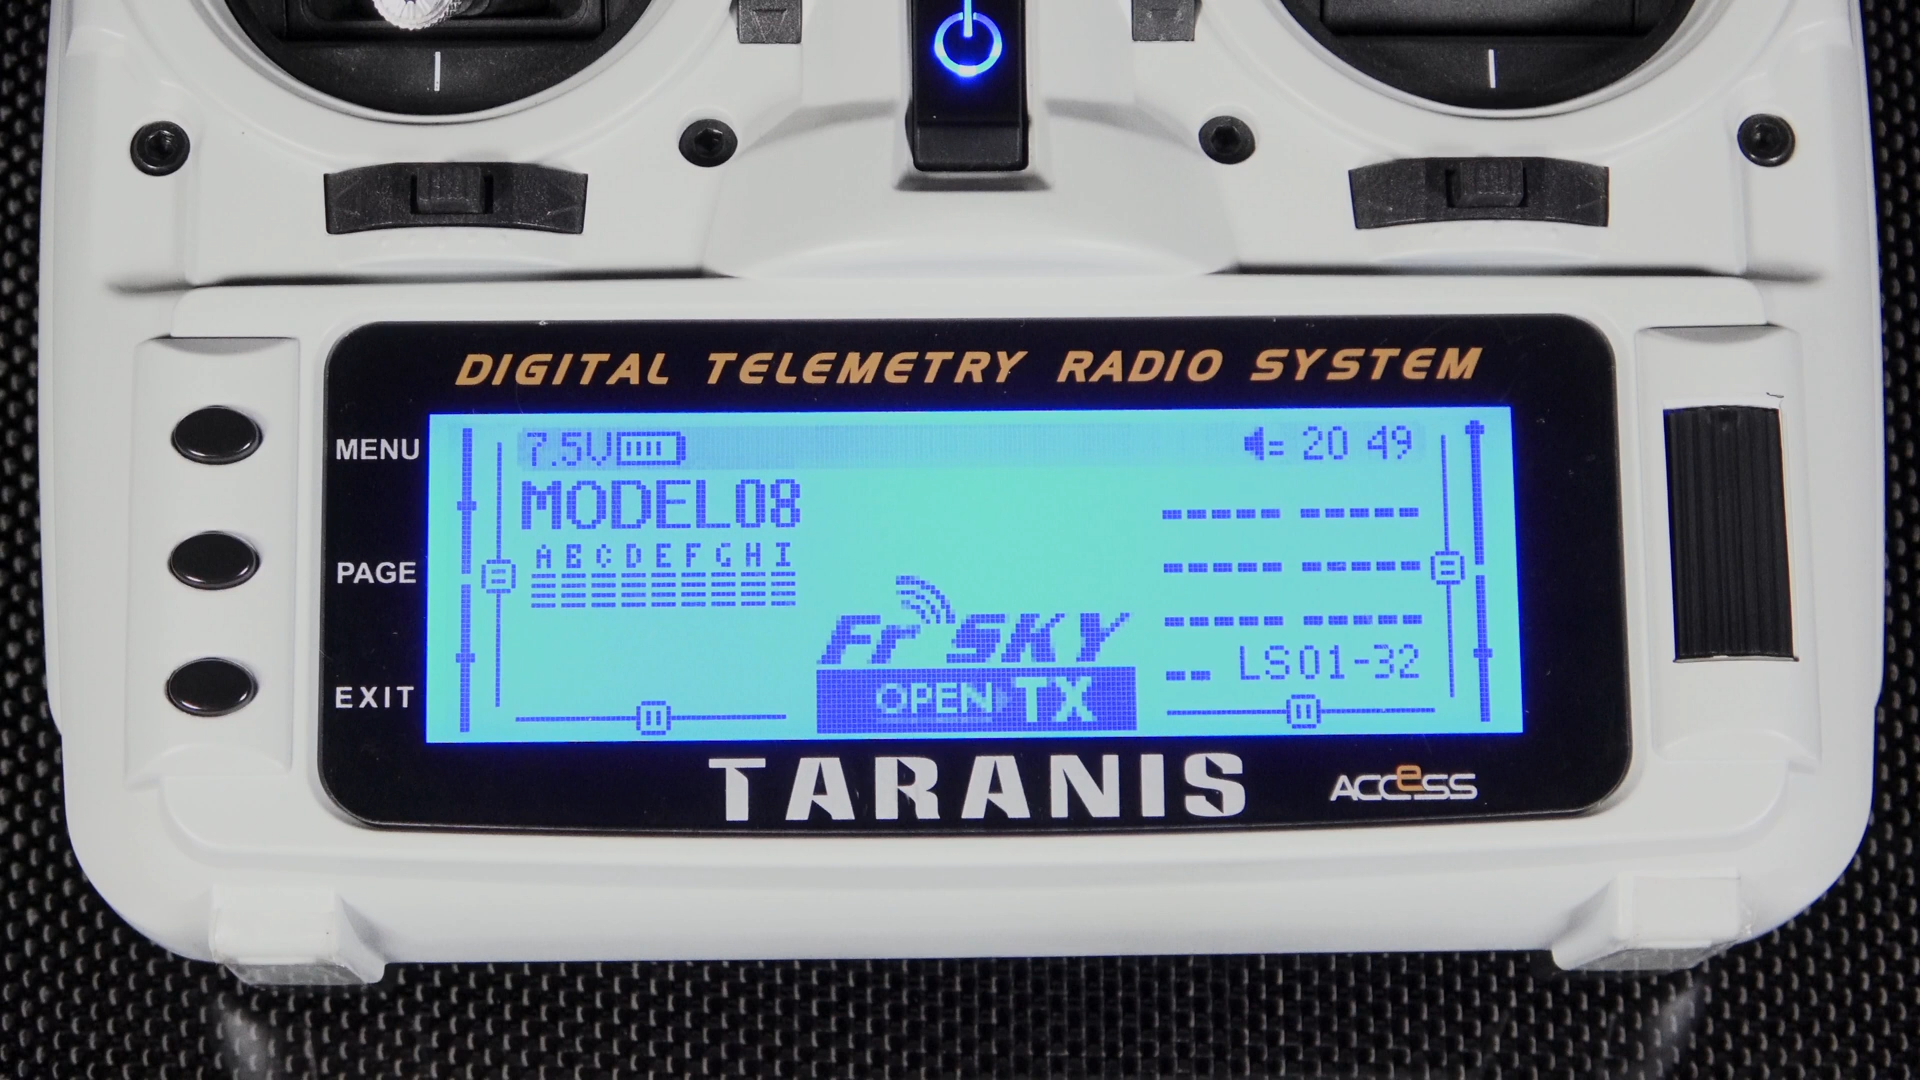 DIGITAL TELEMETRY RADIO SYSTEM
MENU
PAGE
EXIT
7.5V
20 49
MODEL08
A B C D E F G H I
-- LS01-32
FrSKY
OPEN TX
TARANIS
ACCeSS